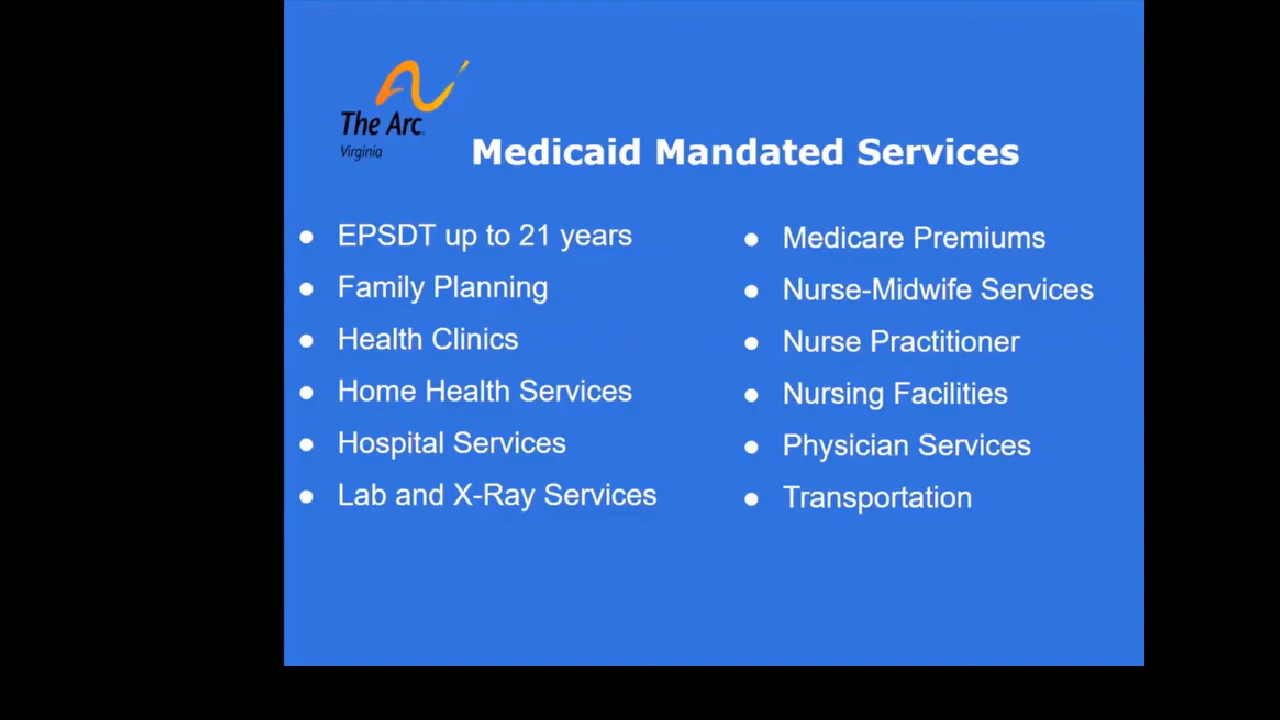 The Arc
Virginia
Medicaid Mandated Services
● EPSDT up to 21 years
● Family Planning
● Health Clinics
● Home Health Services
● Hospital Services
● Lab and X-Ray Services
● Medicare Premiums
● Nurse-Midwife Services
● Nurse Practitioner
● Nursing Facilities
● Physician Services
● Transportation